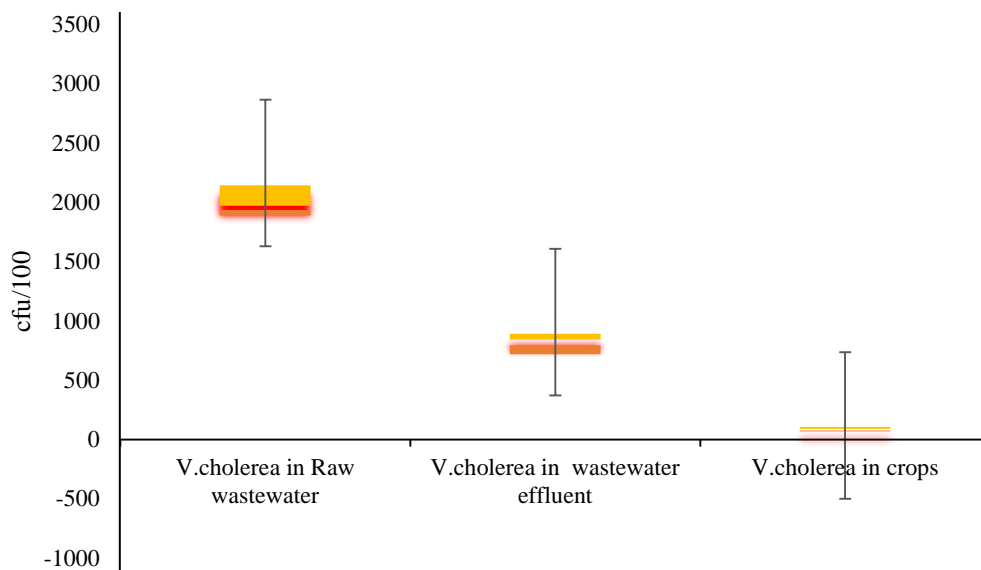 3500
3000
2500
2000
1500
1000
500
0
-500
-1000
cfu/100
V.cholerea in Raw
wastewater
V.cholerea in wastewater
effluent
V.cholerea in crops